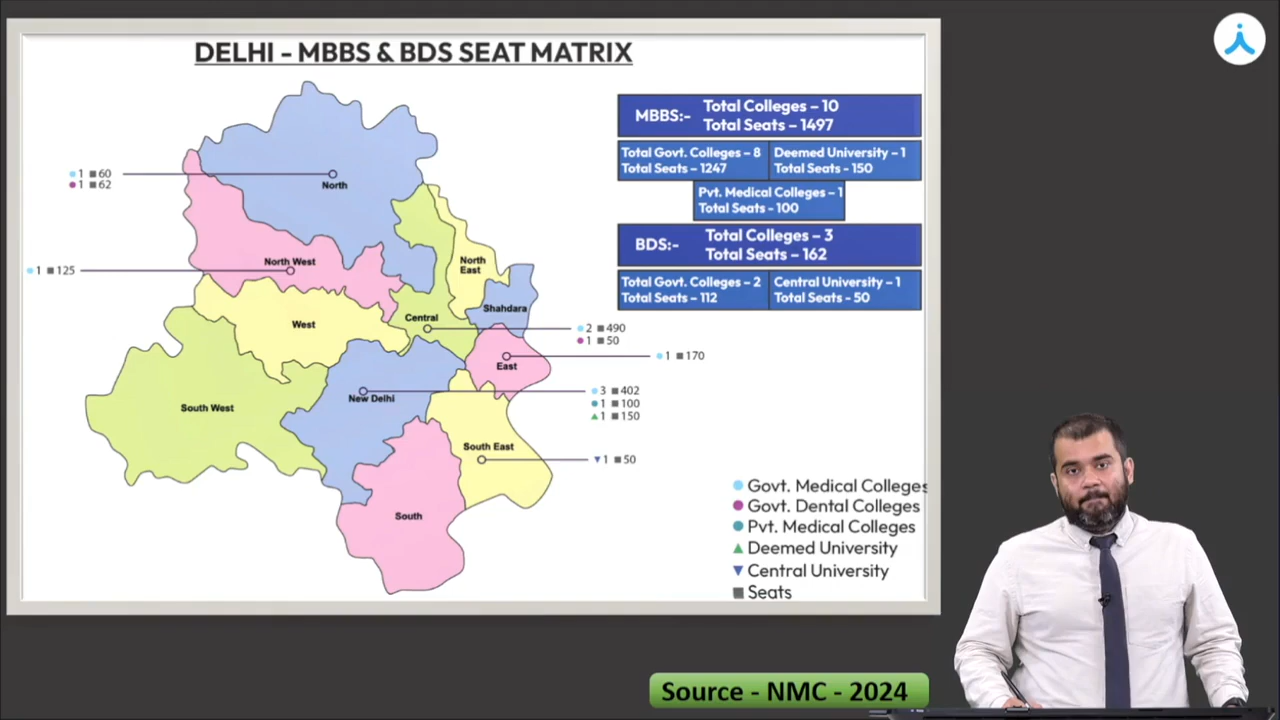 DELHI - MBBS & BDS SEAT MATRIX
MBBS:-
Total Colleges - 10
Total Seats - 1497
Total Govt. Colleges - 8
Total Seats - 1247
Deemed University - 1
Total Seats - 150
Pvt. Medical Colleges - 1
Total Seats - 100
BDS:-
Total Colleges - 3
Total Seats - 162
Total Govt. Colleges - 2
Total Seats - 112
Central University - 1
Total Seats - 50
1 60
1 62
North
1 125
North West
North
East
Shahdara
West
Central
2 490
1 50
East
1 170
New Delhi
3 402
1 100
1 150
South West
South East
1 50
South
Govt. Medical Colleges
Govt. Dental Colleges
Pvt. Medical Colleges
Deemed University
Central University
Seats
Source - NMC - 2024